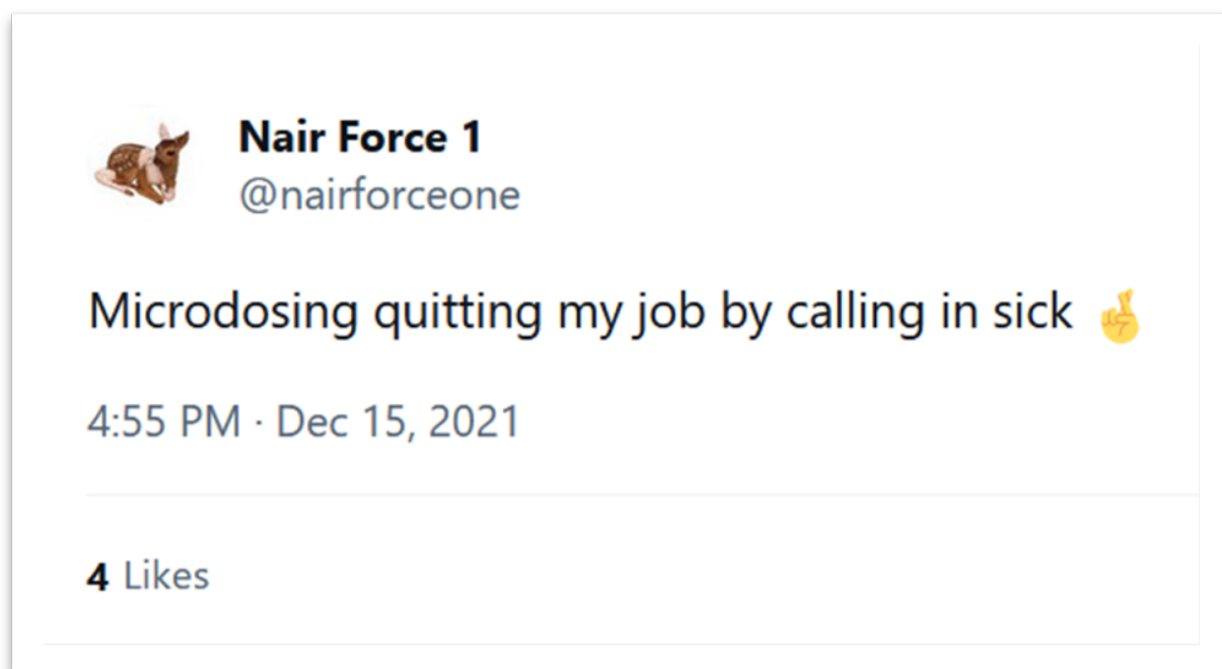 Nair Force 1
@nairforceone
Microdosing quitting my job by calling in sick 🤞
4:55 PM · Dec 15, 2021
4 Likes